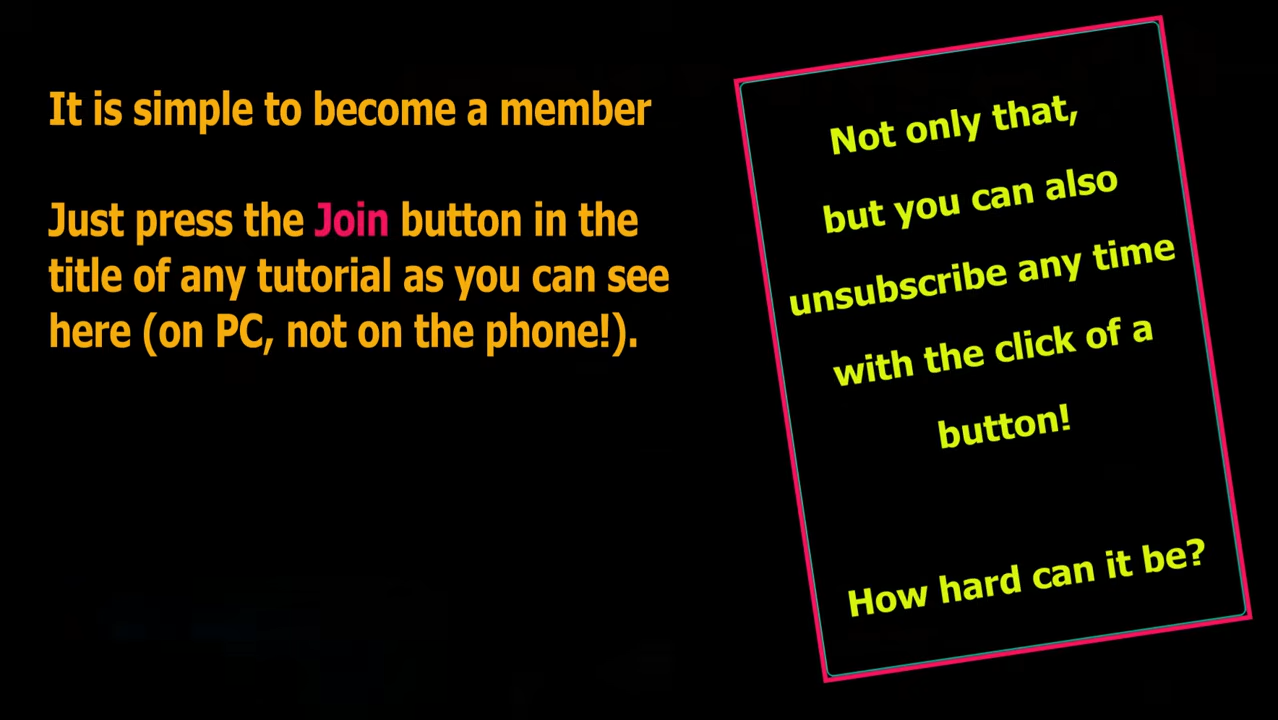 It is simple to become a member
Just press the Join button in the
title of any tutorial as you can see
here (on PC, not on the phone!).
Not only that,
but you can also
unsubscribe any time
with the click of a
button!
How hard can it be?